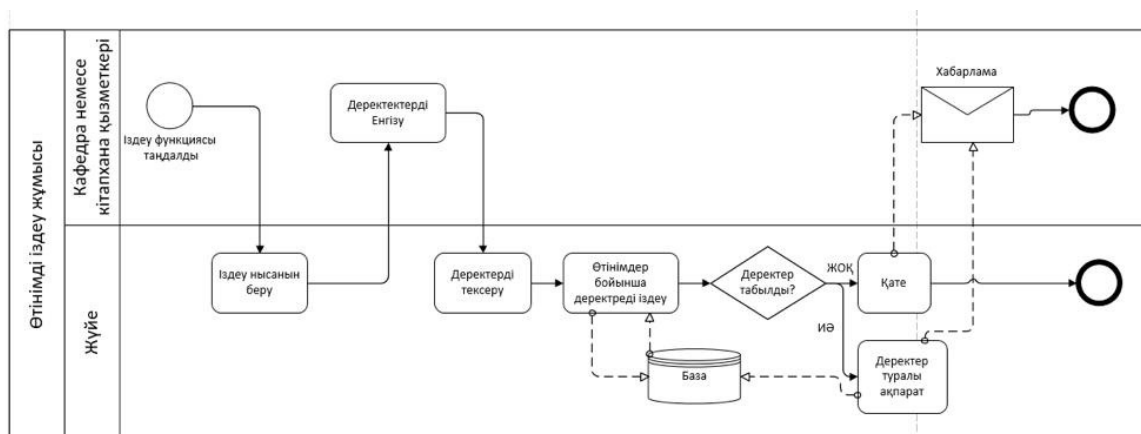 Өтінімді іздеу жұмысы
Кафедра немесе
кітапхана қызметкері
Іздеу функциясы
таңдалды
Деректектерді
Енгізу
Хабарлама
Жүйе
Іздеу нысанын
беру
Деректерді
тексеру
Өтінімдер
бойынша
деректреді іздеу
Деректер
табылды?
ЖОҚ
Қате
ИӘ
База
Деректер
туралы
ақпарат